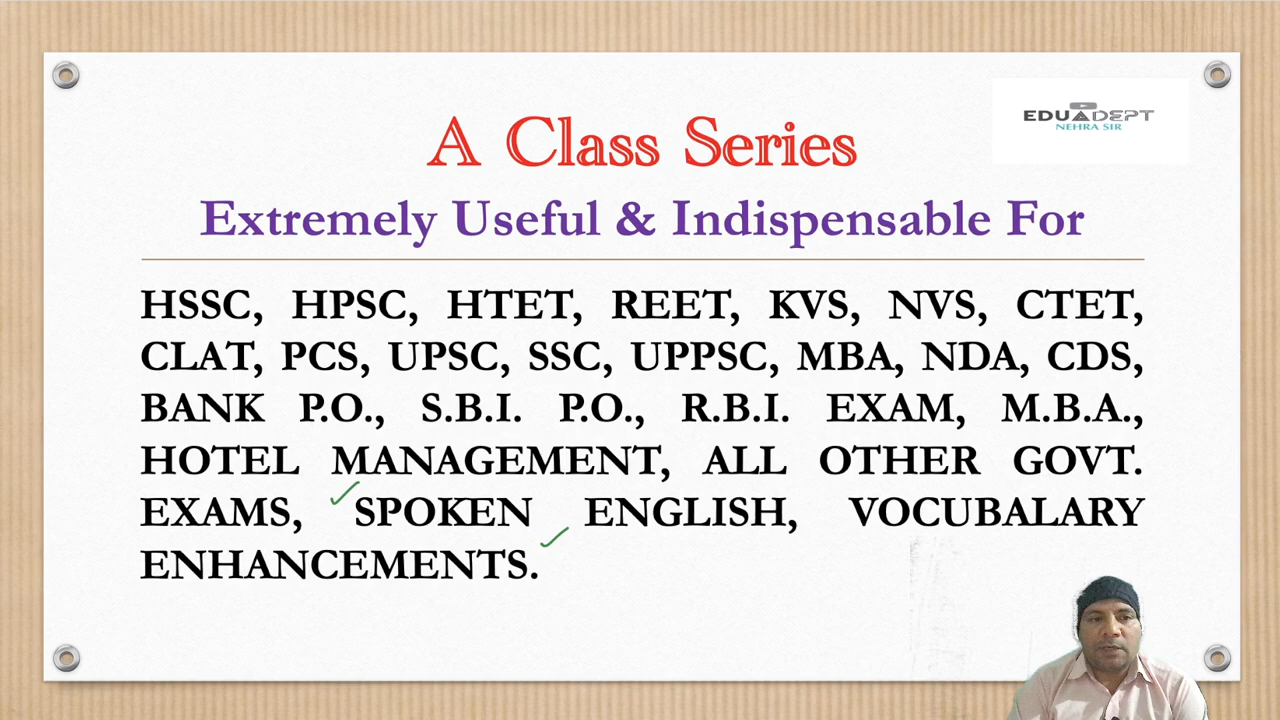 EDUADEPT
NEHRA SIR
A Class Series
Extremely Useful & Indispensable For
HSSC, HPSC, HTET, REET, KVS, NVS, CTET,
CLAT, PCS, UPSC, SSC, UPPSC, MBA, NDA, CDS,
BANK P.O., S.B.I. P.O., R.B.I. EXAM, M.B.A.,
HOTEL MANAGEMENT, ALL OTHER GOVT.
EXAMS, SPOKEN ENGLISH, VOCUBALARY
ENHANCEMENTS.